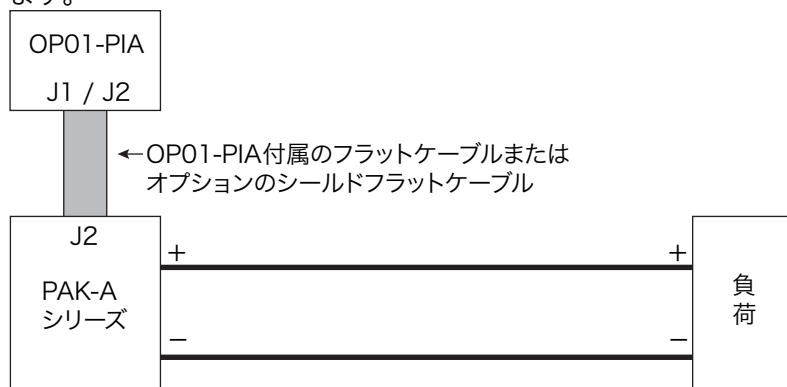 ます。
OP01-PIA
J1 / J2
←OP01-PIA付属のフラットケーブルまたは
オプションのシールドフラットケーブル
J2
+ +
PAK-A
シリーズ
負
荷
− −